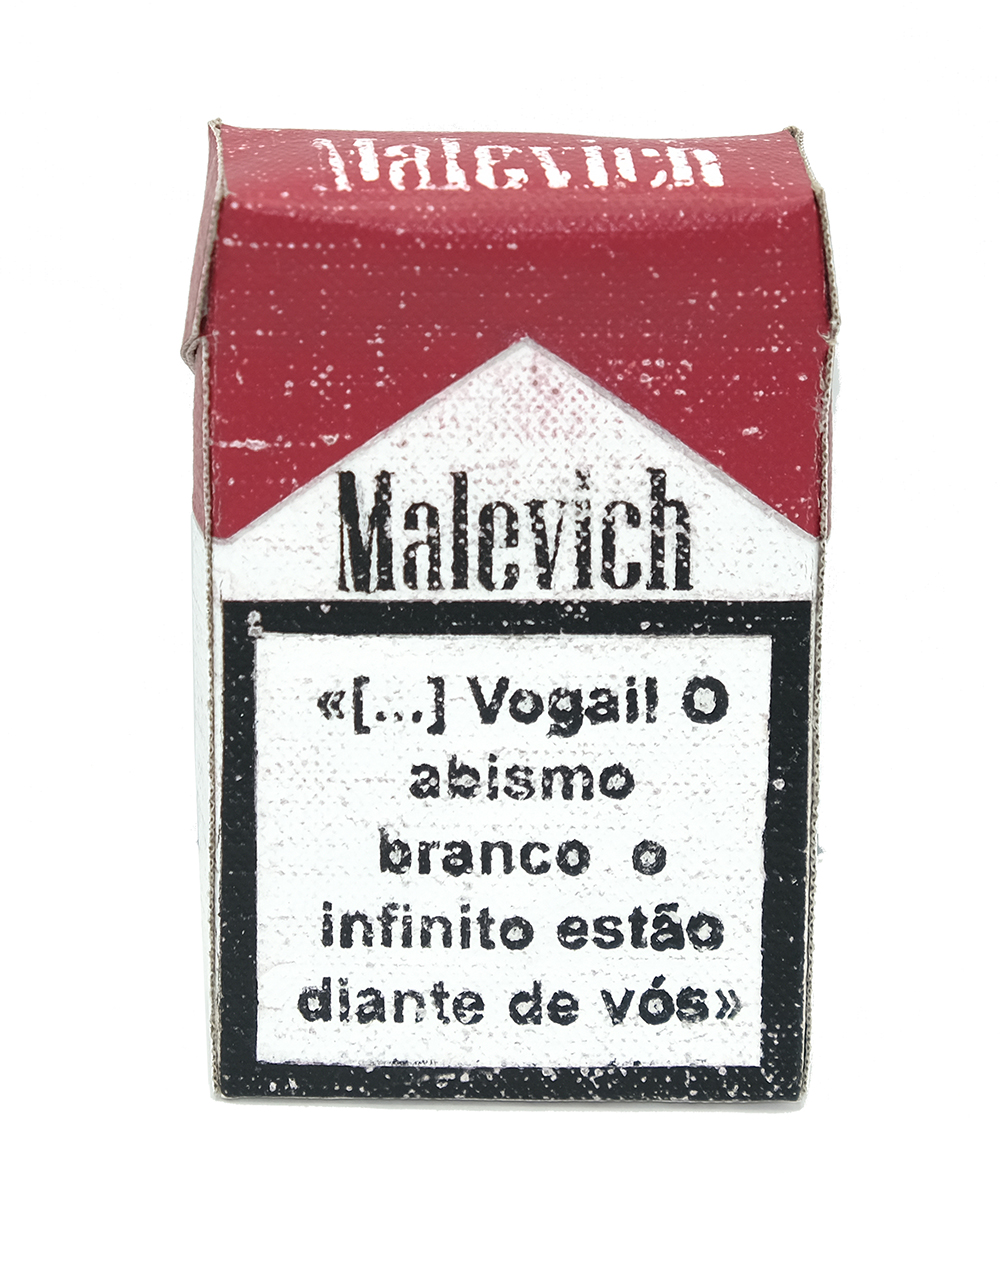 Malevich
Malevich
«[...] Vogai! O
abismo
branco o
infinito estão
diante de vós»